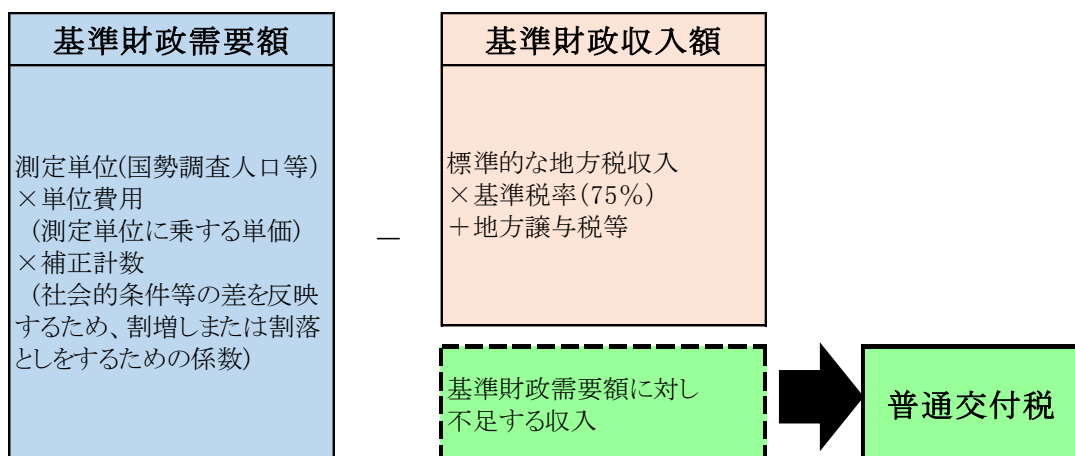 基準財政需要額
測定単位(国勢調査人口等)
×単位費用
(測定単位に乗する単価)
×補正計数
(社会的条件等の差を反映
するため、割増しまたは割落
としをするための係数)
－
基準財政収入額
標準的な地方税収入
×基準税率(75％)
＋地方譲与税等
基準財政需要額に対し
不足する収入
普通交付税